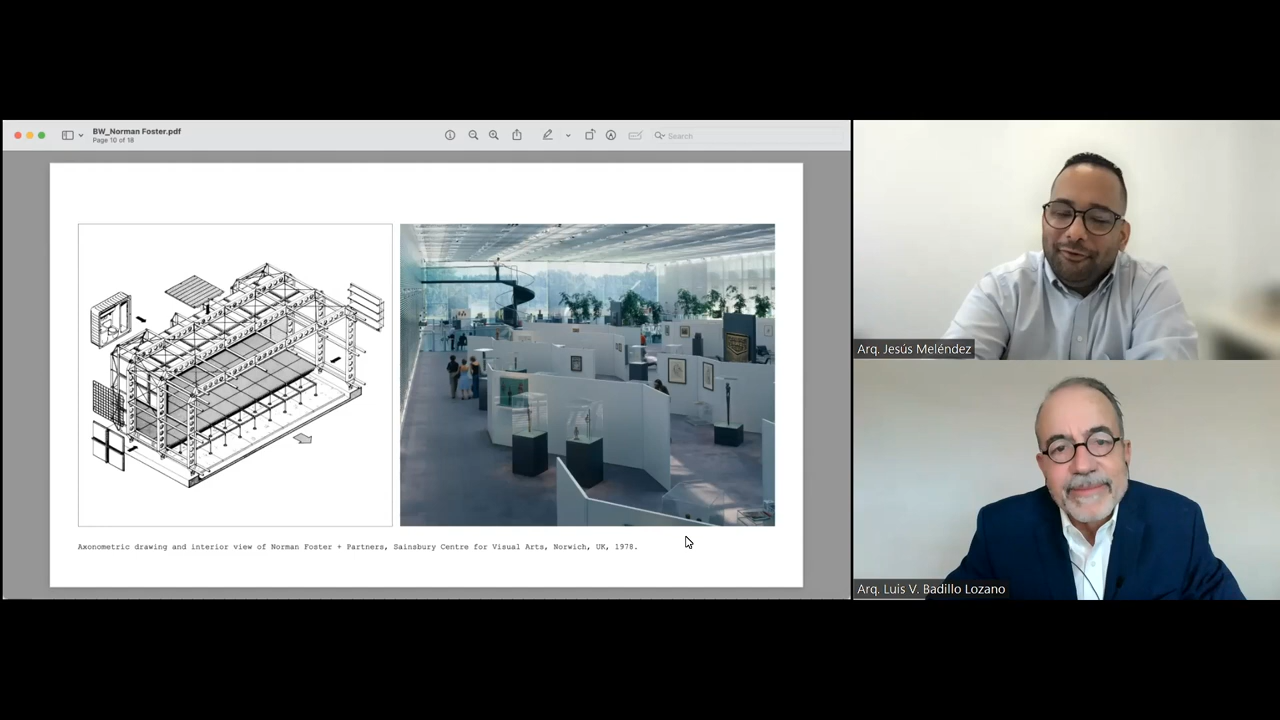 BW_Norman Foster.pdf
Page 10 of 18
Search
Axonometric drawing and interior view of Norman Foster + Partners, Sainsbury Centre for Visual Arts, Norwich, UK, 1978.
Arq. Jesús Meléndez
Arq. Luis V. Badillo Lozano